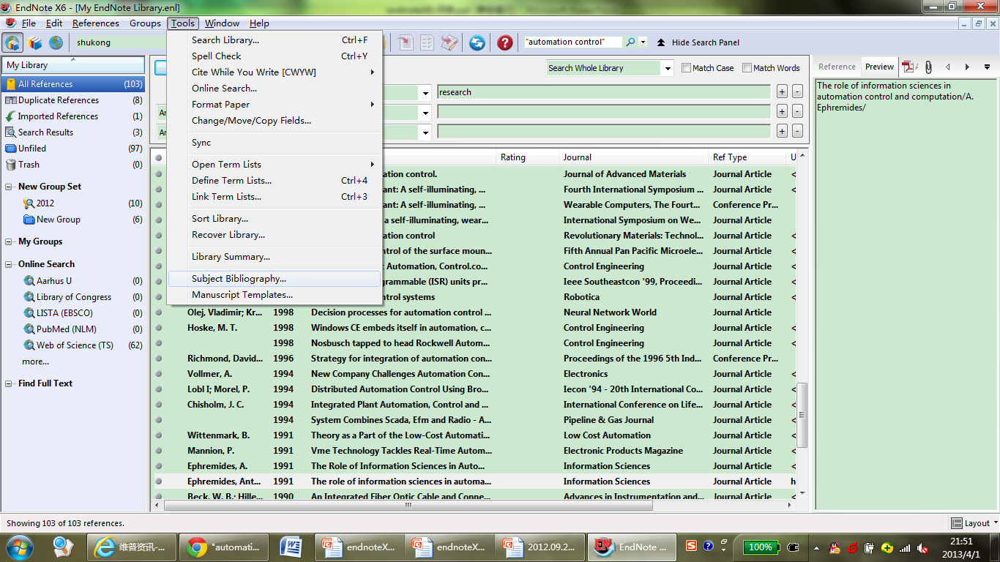 EndNote X6 - [My EndNote Library.enl]
File Edit References Groups Tools Window Help
shukong
"automation control"
Hide Search Panel
My Library
All References (103)
Duplicate References (8)
Imported References (1)
Search Results (3)
Unfiled (97)
Trash (0)
New Group Set
2012 (10)
New Group (6)
My Groups
Online Search
Aarhus U (0)
Library of Congress (0)
LISTA (EBSCO) (0)
PubMed (NLM) (0)
Web of Science (TS) (62)
more...
Find Full Text
Search Library... Ctrl+F
Spell Check Ctrl+Y
Cite While You Write [CWYW]
Online Search...
Format Paper
Change/Move/Copy Fields...
Sync
Open Term Lists
Define Term Lists... Ctrl+4
Link Term Lists... Ctrl+3
Sort Library...
Recover Library...
Library Summary...
Subject Bibliography...
Manuscript Templates...
Search Whole Library Match Case Match Words
research
An
An
Rating Journal Ref Type U
ation control. Journal of Advanced Materials Journal Article <
ant: A self-illuminating, ... Fourth International Symposium ... Journal Article <
ant: A self-illuminating, ... Wearable Computers, The Fourt... Conference Pr...
a self-illuminating, wear... International Symposium on We... Journal Article
ation control Revolutionary Materials: Technol... Journal Article <
ntrol of the surface moun... Fifth Annual Pan Pacific Microele... Journal Article <
Automation, Control.co... Control Engineering Journal Article <
grammable (ISR) units pr... Ieee Southeastcon '99, Proceedi... Journal Article <
ntrol systems Robotica Journal Article <
Olej, Vladimir; Kr... 1998 Decision processes for automation control ... Neural Network World Journal Article
Hoske, M. T. 1998 Windows CE embeds itself in automation, c... Control Engineering Journal Article <
1998 Nosbusch tapped to head Rockwell Autom... Control Engineering Journal Article <
Richmond, David... 1996 Strategy for integration of automation con... Proceedings of the 1996 5th Ind... Conference Pr...
Vollmer, A. 1994 New Company Challenges Automation Con... Electronics Journal Article <
Lobl I; Morel, P. 1994 Distributed Automation Control Using Bro... Iecon '94 - 20th International Co... Journal Article <
Chisholm, J. C. 1994 Integrated Plant Automation, Control and ... International Conference on Life... Journal Article <
1994 System Combines Scada, Efm and Radio - A... Pipeline & Gas Journal Journal Article <
Wittenmark, B. 1991 Theory as a Part of the Low-Cost Automati... Low Cost Automation Journal Article <
Mannion, P. 1991 Vme Technology Tackles Real-Time Autom... Electronic Products Magazine Journal Article <
Ephremides, A. 1991 The Role of Information Sciences in Auto... Information Sciences Journal Article <
Ephremides, Ant... 1991 The role of information sciences in automa... Information Sciences Journal Article h
Beck, W. B.; Hille... 1990 An Integrated Fiber Optic Cable and Conne... Advances in Instrumentation and... Journal Article <
Reference Preview
The role of information sciences in
automation control and computation/A.
Ephremides/
Showing 103 of 103 references.
Layout
维普资讯-...
"automati...
endnoteX...
endnoteX...
2012.09.2...
EndNote ...
100%
21:51
2013/4/1